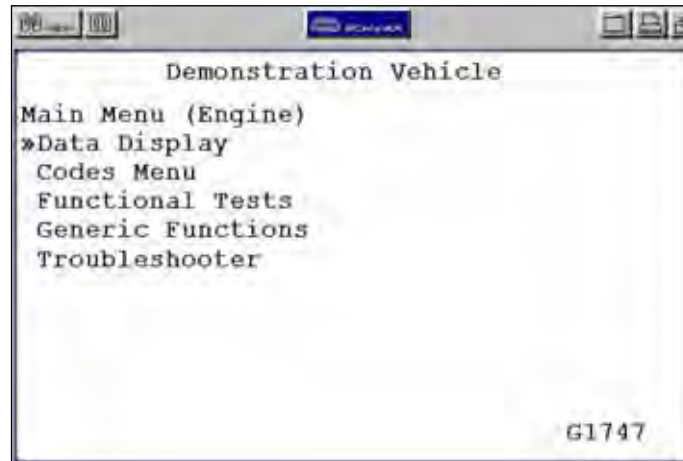 Demonstration Vehicle
Main Menu (Engine)
»Data Display
Codes Menu
Functional Tests
Generic Functions
Troubleshooter
G1747